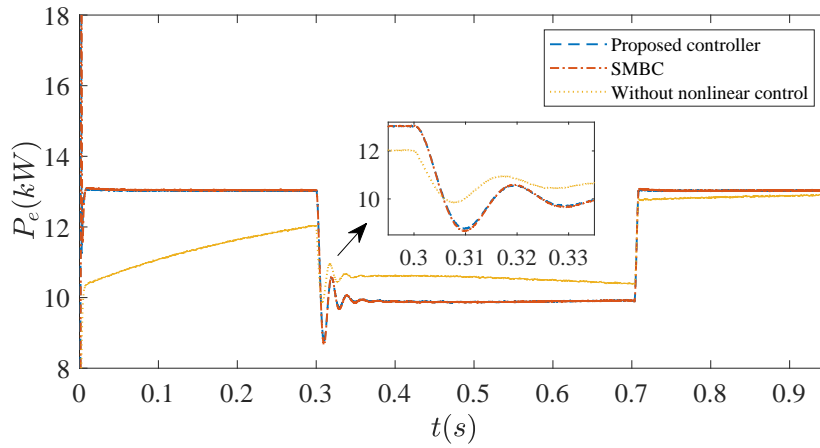 18
16
14
12
10
8
P_e(kW)
Proposed controller
SMBC
Without nonlinear control
12
10
0.3 0.31 0.32 0.33
0 0.1 0.2 0.3 0.4 0.5 0.6 0.7 0.8 0.9
t(s)